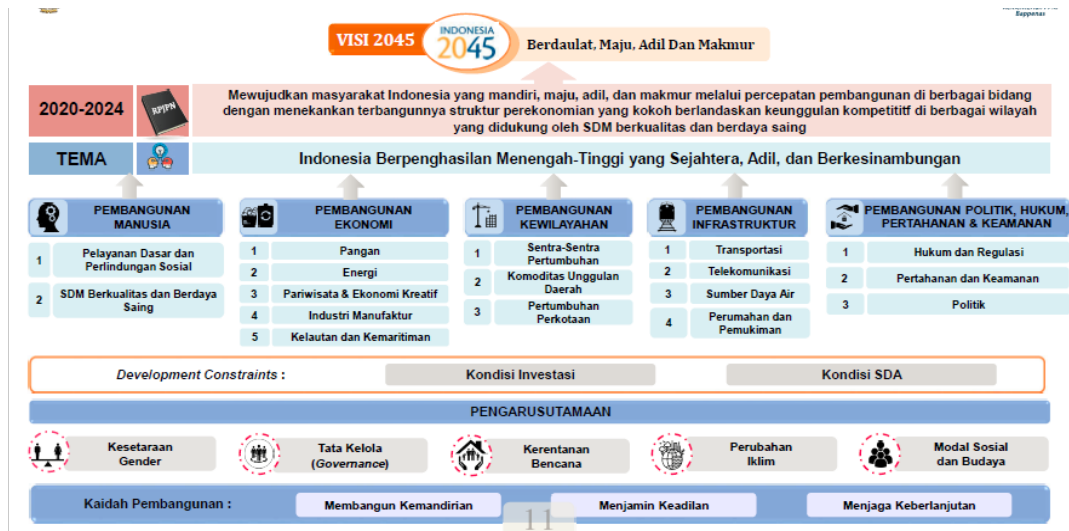 Bappenas
VISI 2045
INDONESIA
2045
Berdaulat, Maju, Adil Dan Makmur
2020-2024
RPJPN
Mewujudkan masyarakat Indonesia yang mandiri, maju, adil, dan makmur melalui percepatan pembangunan di berbagai bidang
dengan menekankan terbangunnya struktur perekonomian yang kokoh berlandaskan keunggulan kompetititf di berbagai wilayah
yang didukung oleh SDM berkualitas dan berdaya saing
TEMA
Indonesia Berpenghasilan Menengah-Tinggi yang Sejahtera, Adil, dan Berkesinambungan
PEMBANGUNAN
MANUSIA
1 Pelayanan Dasar dan
Perlindungan Sosial
2 SDM Berkualitas dan Berdaya
Saing
PEMBANGUNAN
EKONOMI
1 Pangan
2 Energi
3 Pariwisata & Ekonomi Kreatif
4 Industri Manufaktur
5 Kelautan dan Kemaritiman
PEMBANGUNAN
KEWILAYAHAN
1 Sentra-Sentra
Pertumbuhan
2 Komoditas Unggulan
Daerah
3 Pertumbuhan
Perkotaan
PEMBANGUNAN
INFRASTRUKTUR
1 Transportasi
2 Telekomunikasi
3 Sumber Daya Air
4 Perumahan dan
Pemukiman
PEMBANGUNAN POLITIK, HUKUM,
PERTAHANAN & KEAMANAN
1 Hukum dan Regulasi
2 Pertahanan dan Keamanan
3 Politik
Development Constraints :
Kondisi Investasi
Kondisi SDA
PENGARUSUTAMAAN
Kesetaraan
Gender
Tata Kelola
(Governance)
Kerentanan
Bencana
Perubahan
Iklim
Modal Sosial
dan Budaya
Kaidah Pembangunan :
Membangun Kemandirian
Menjamin Keadilan
Menjaga Keberlanjutan
11